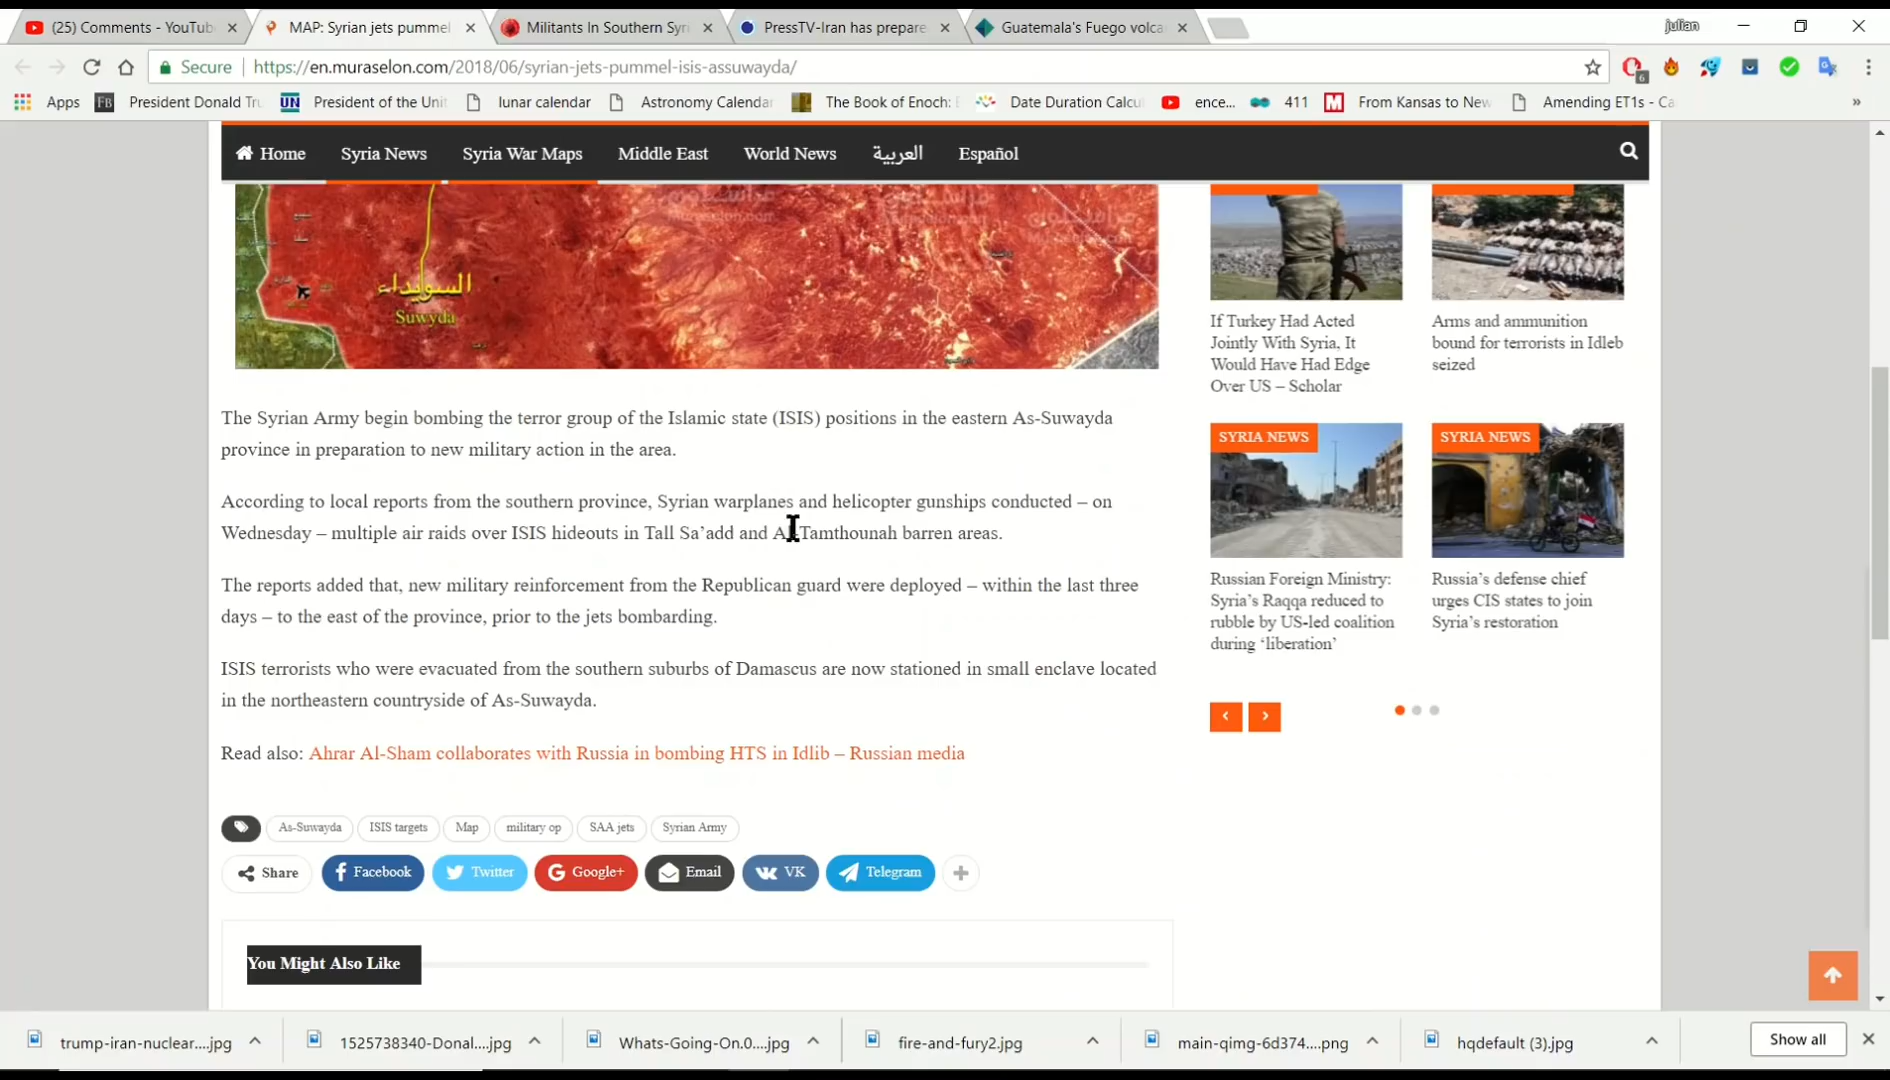 (25) Comments - YouTub
MAP: Syrian jets pummel
Militants In Southern Syri
PressTV-Iran has prepare
Guatemala's Fuego volca
julian
Secure
https://en.muraselon.com/2018/06/syrian-jets-pummel-isis-assuwayda/
6
Apps
FB
President Donald Tru
UN
President of the Unit
lunar calendar
Astronomy Calendar
The Book of Enoch:
Date Duration Calcu
ence...
411
M
From Kansas to New
Amending ET1s - Ca
Home
Syria News
Syria War Maps
Middle East
World News
العربية
Español
السويداء
Suwyda
The Syrian Army begin bombing the terror group of the Islamic state (ISIS) positions in the eastern As-Suwayda
province in preparation to new military action in the area.
According to local reports from the southern province, Syrian warplanes and helicopter gunships conducted – on
Wednesday – multiple air raids over ISIS hideouts in Tall Sa’add and Al-Tamthounah barren areas.
The reports added that, new military reinforcement from the Republican guard were deployed – within the last three
days – to the east of the province, prior to the jets bombarding.
ISIS terrorists who were evacuated from the southern suburbs of Damascus are now stationed in small enclave located
in the northeastern countryside of As-Suwayda.
Read also: Ahrar Al-Sham collaborates with Russia in bombing HTS in Idlib – Russian media
As-Suwayda
ISIS targets
Map
military op
SAA jets
Syrian Army
Share
Facebook
Twitter
Google+
Email
VK
Telegram
You Might Also Like
If Turkey Had Acted
Jointly With Syria, It
Would Have Had Edge
Over US – Scholar
Arms and ammunition
bound for terrorists in Idleb
seized
SYRIA NEWS
SYRIA NEWS
Russian Foreign Ministry:
Syria’s Raqqa reduced to
rubble by US-led coalition
during ‘liberation’
Russia’s defense chief
urges CIS states to join
Syria’s restoration
trump-iran-nuclear....jpg
1525738340-Donal....jpg
Whats-Going-On.0....jpg
fire-and-fury2.jpg
main-qimg-6d374....png
hqdefault (3).jpg
Show all